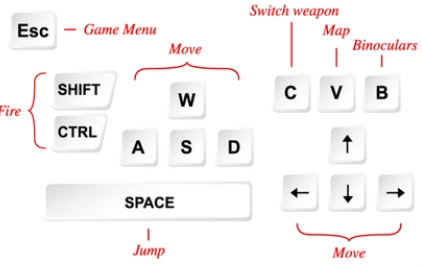 Switch weapon
Esc
Game Menu
Map
Move
Binoculars
SHIFT
W
C
V
B
Fire
CTRL
A
S
D
↑
←
↓
→
SPACE
Jump
Move